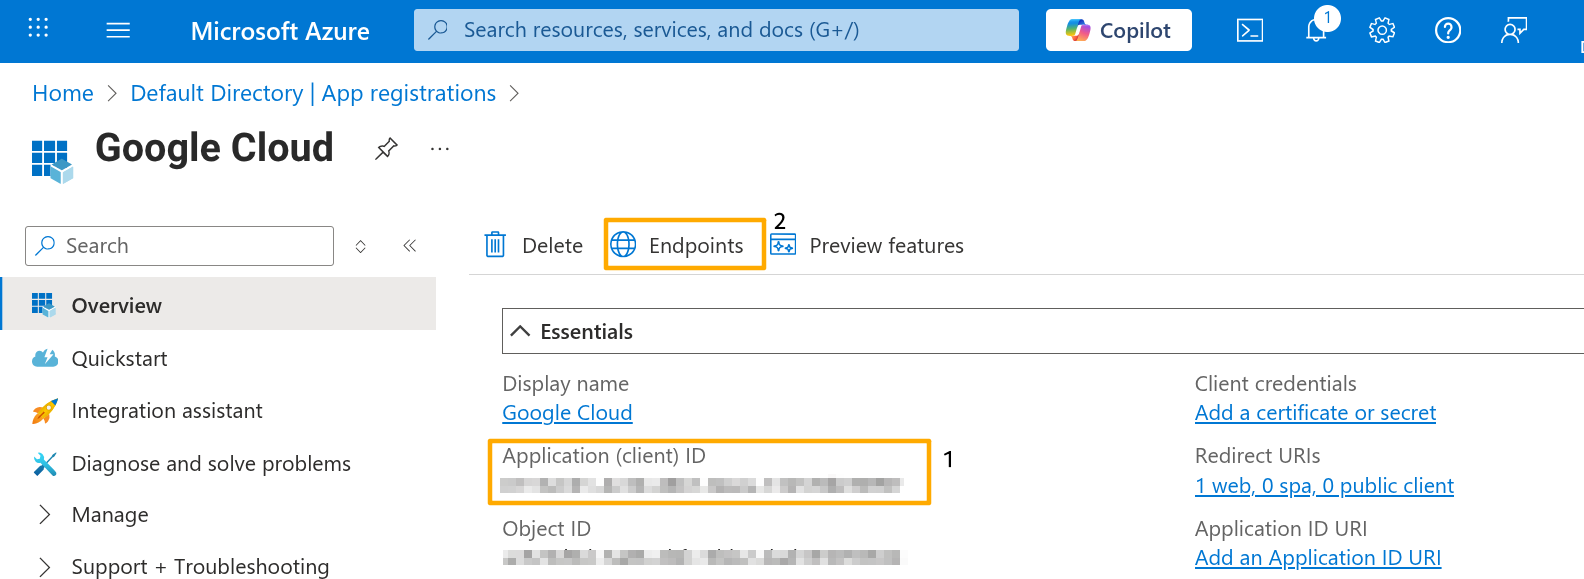 Microsoft Azure
Search resources, services, and docs (G+/)
Copilot
1
Home > Default Directory | App registrations >
Google Cloud
...
Search
Delete
Endpoints
2
Preview features
Overview
Quickstart
Integration assistant
Diagnose and solve problems
Manage
Support + Troubleshooting
Essentials
Display name
Google Cloud
Application (client) ID
1
Object ID
Client credentials
Add a certificate or secret
Redirect URIs
1 web, 0 spa, 0 public client
Application ID URI
Add an Application ID URI